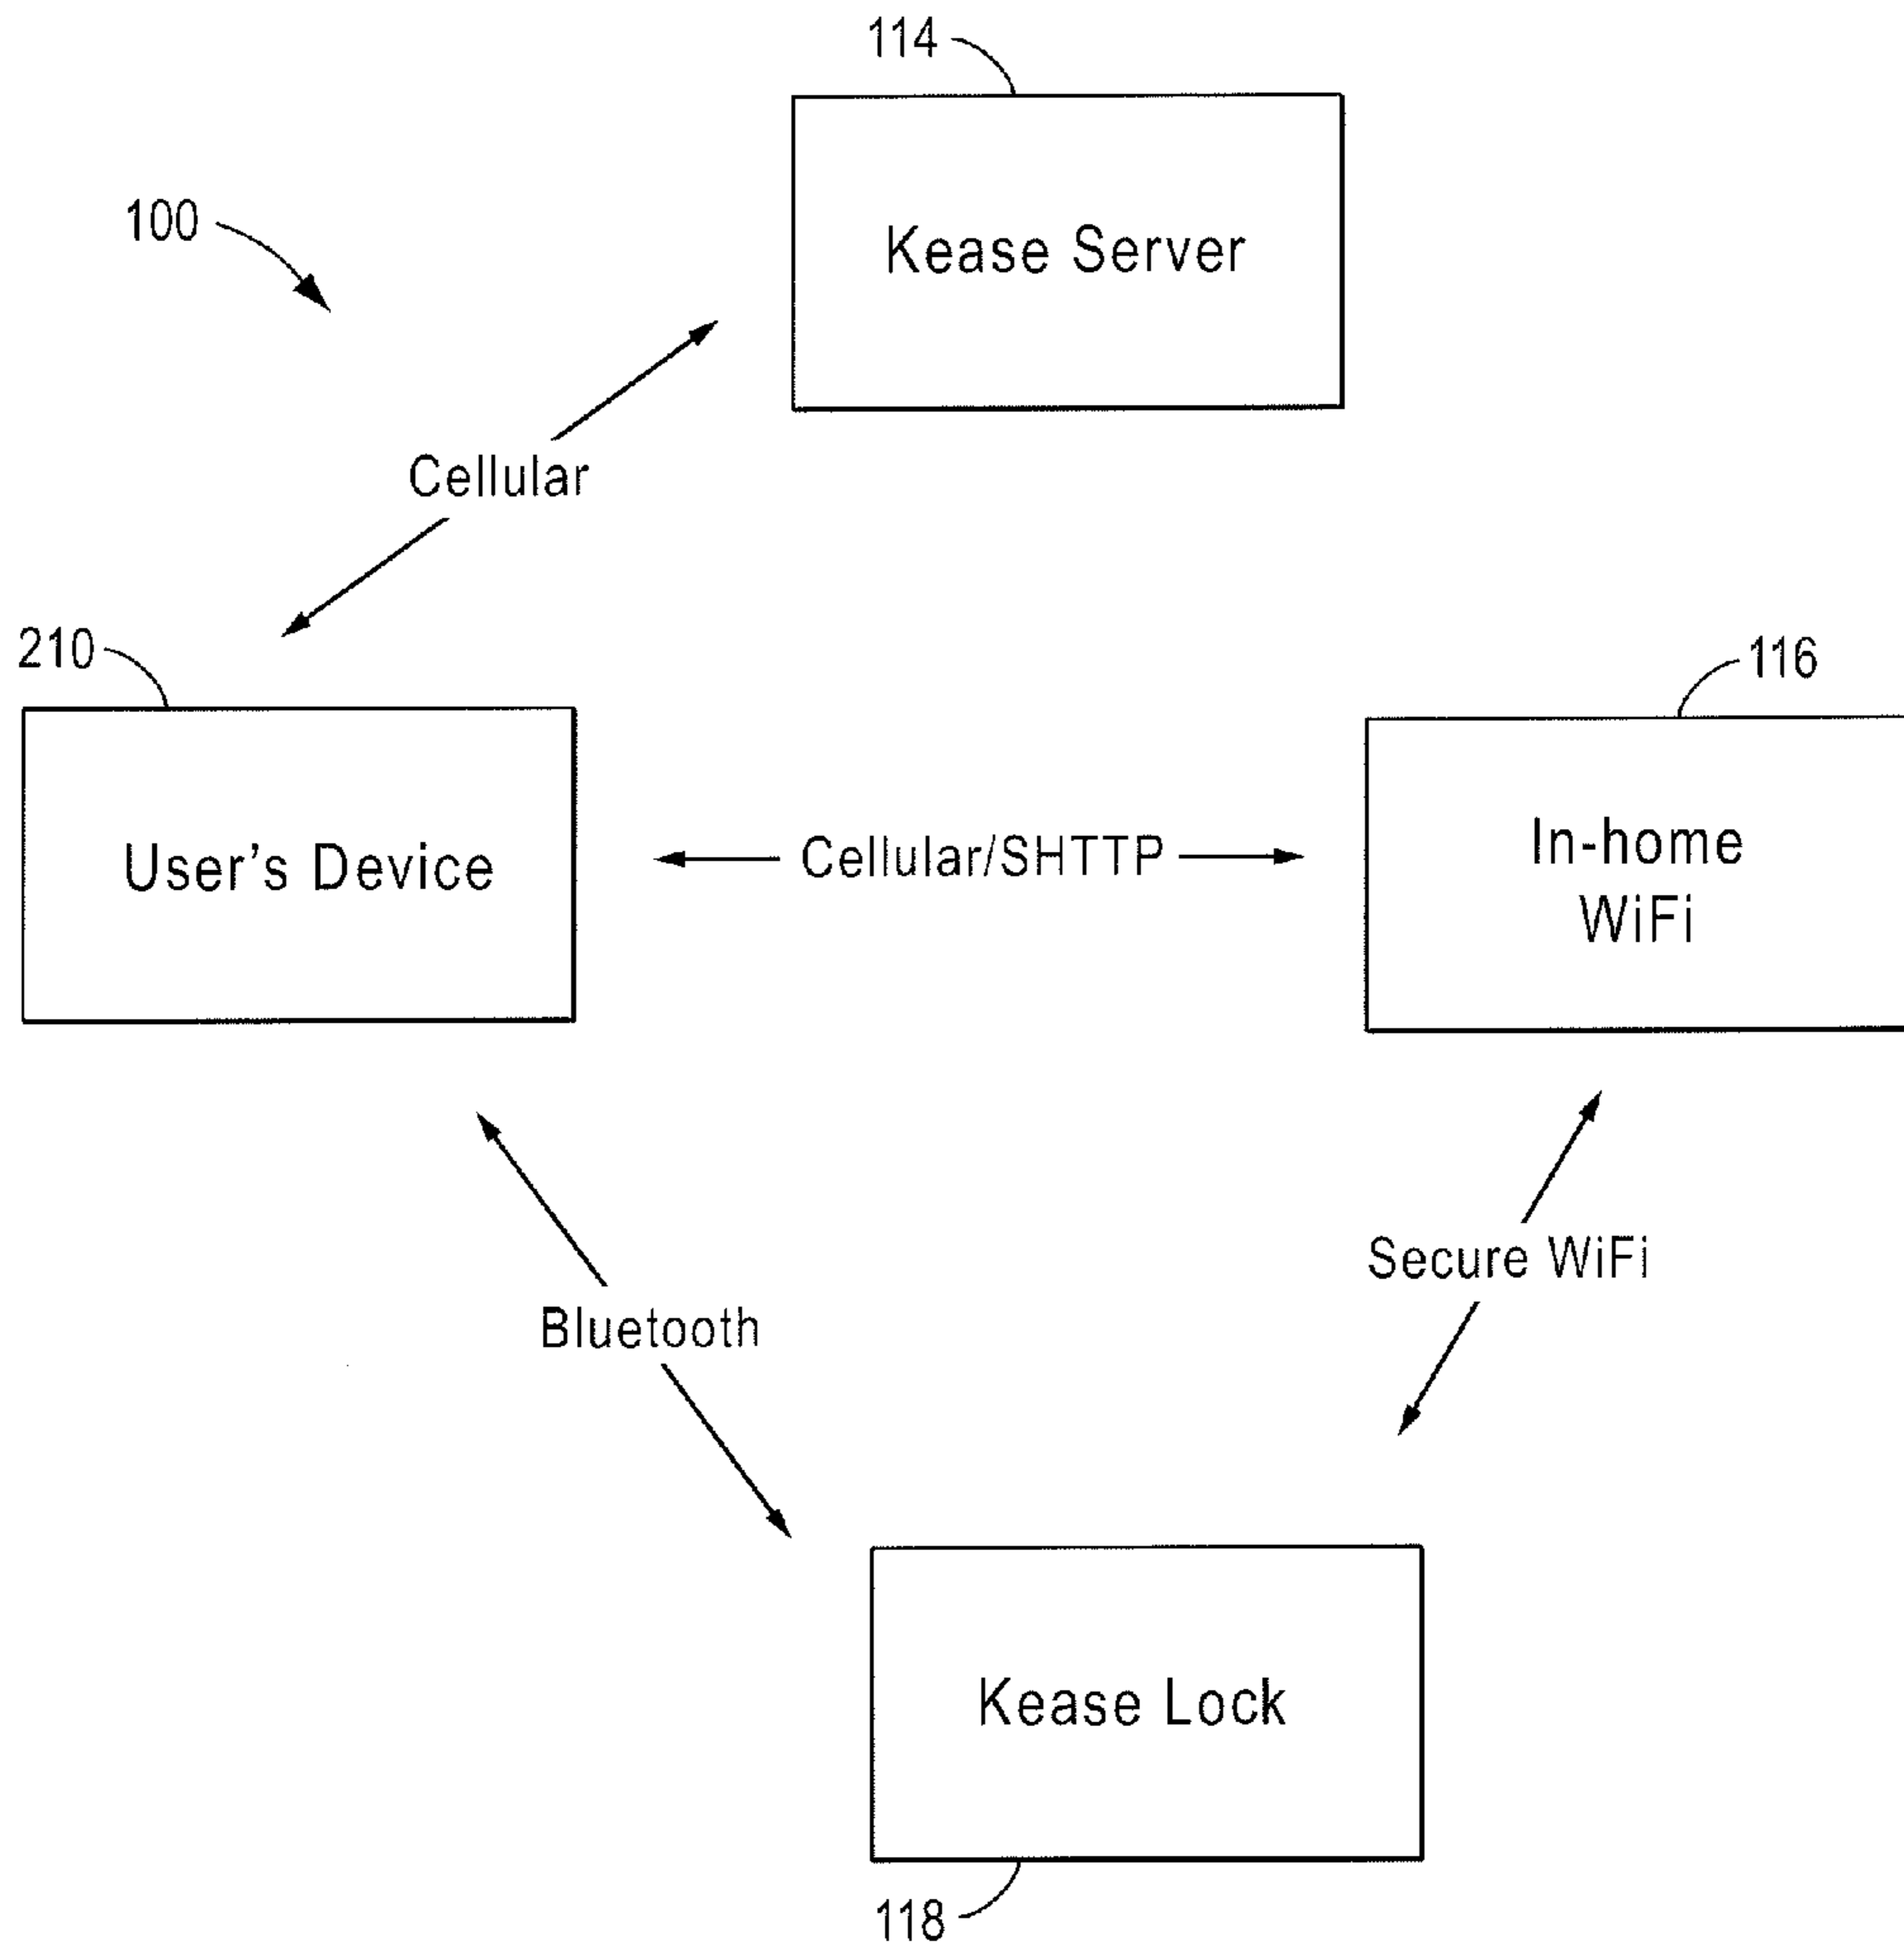 114
100
Kease Server
Cellular
210
116
User's Device
Cellular/SHTTP
In-home
WiFi
Secure WiFi
Bluetooth
Kease Lock
118